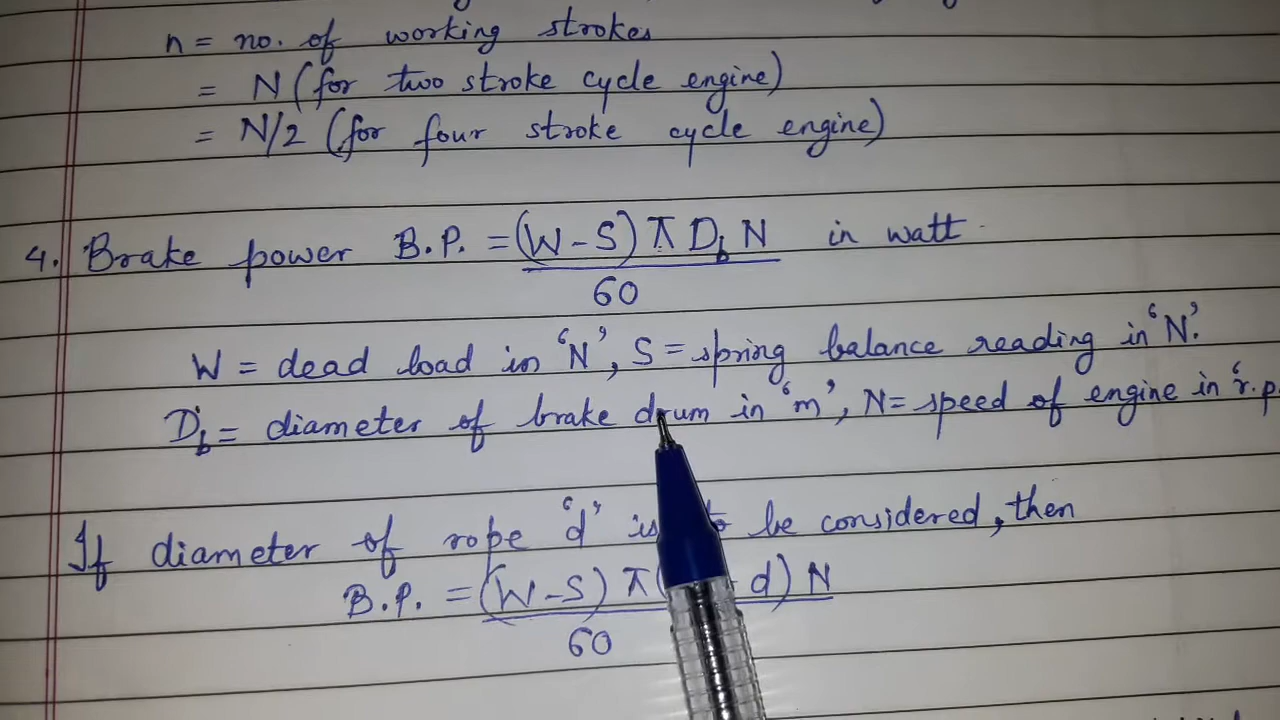 n = no. of working strokes
= N (for two stroke cycle engine)
= N/2 (for four stroke cycle engine)
4. Brake power B.P. = (W-S) π D_b N in watt.
60
W = dead load in 'N', S = spring balance reading in 'N'.
D_b = diameter of brake drum in 'm', N = speed of engine in 'r.p
If diameter of rope 'd' is be considered, then
B.P. = (W-S) π ( d) N
60